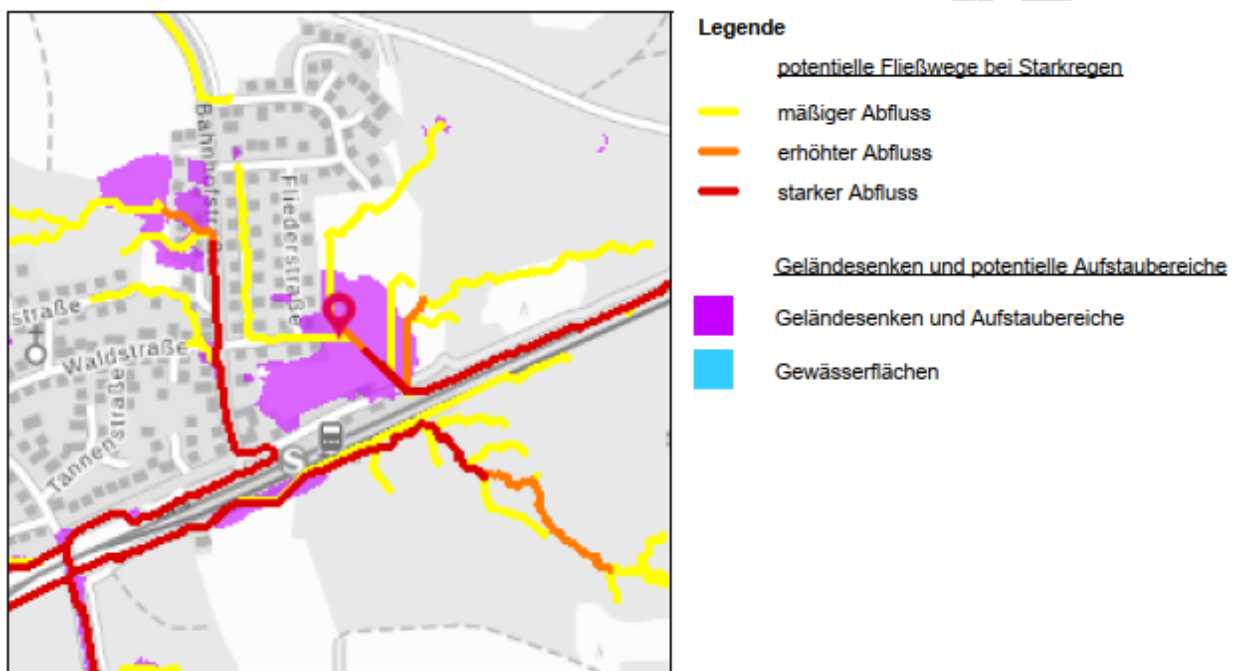 Legende
potentielle Fließwege bei Starkregen
mäßiger Abfluss
erhöhter Abfluss
starker Abfluss
Geländesenken und potentielle Aufstaubereiche
Geländesenken und Aufstaubereiche
Gewässerflächen
Bahnhofstraße
Fliederstraße
straße
Waldstraße
Tannenstraße
S